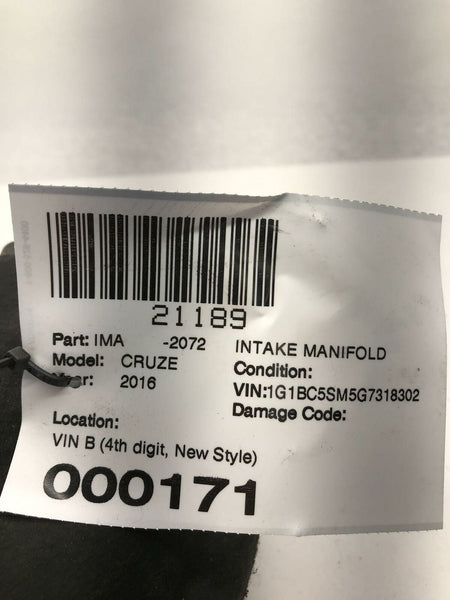 21189
Part: IMA -2072 INTAKE MANIFOLD
Model: CRUZE Condition:
2016 VIN:1G1BC5SM5G7318302
Damage Code:
Location:
VIN B (4th digit, New Style)
000171